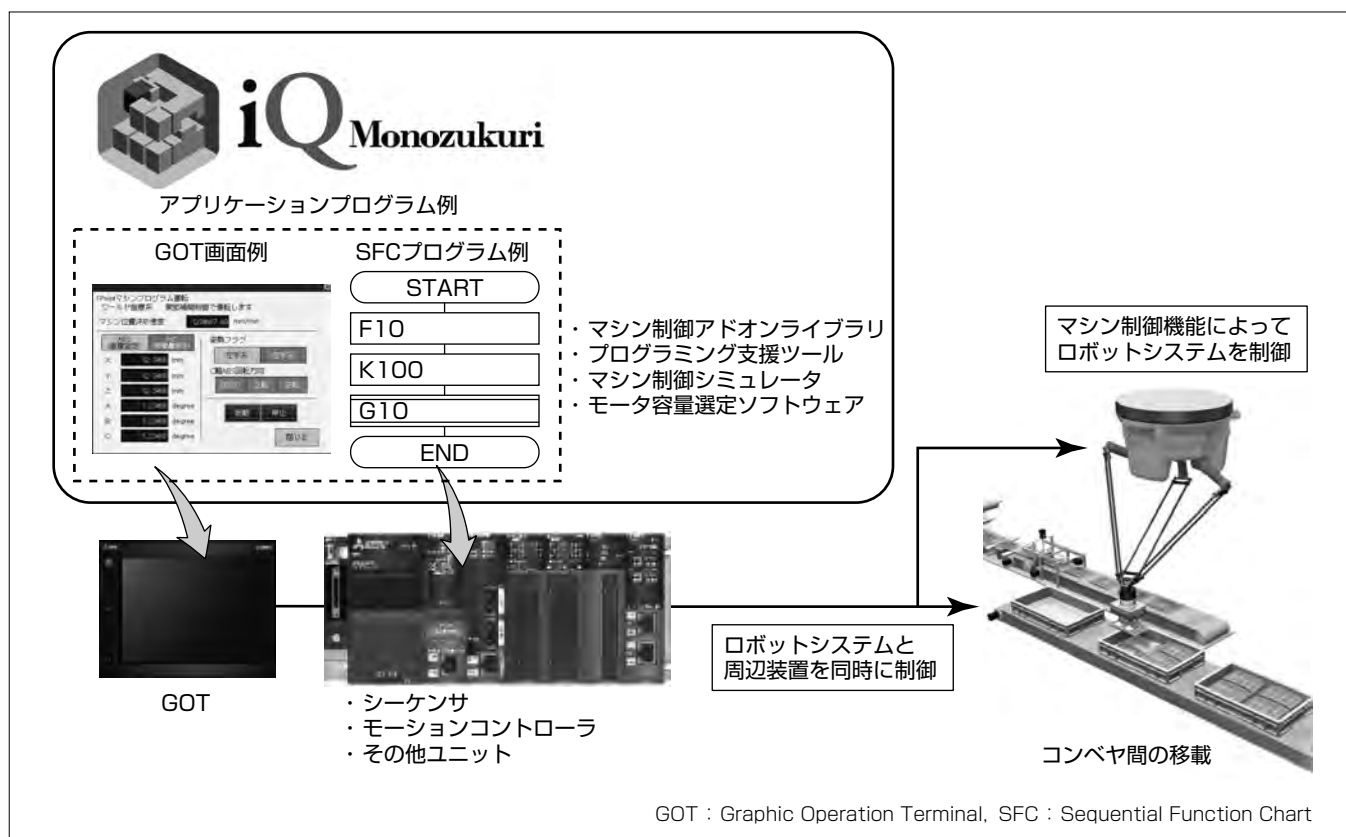 iQ Monozukuri
アプリケーションプログラム例
GOT画面例
SFCプログラム例
START
F10
K100
G10
END
・マシン制御アドオンライブラリ
・プログラミング支援ツール
・マシン制御シミュレータ
・モータ容量選定ソフトウェア
マシン制御機能によって
ロボットシステムを制御
ロボットシステムと
周辺装置を同時に制御
GOT
・シーケンサ
・モーションコントローラ
・その他ユニット
コンベヤ間の移載
GOT：Graphic Operation Terminal, SFC：Sequential Function Chart